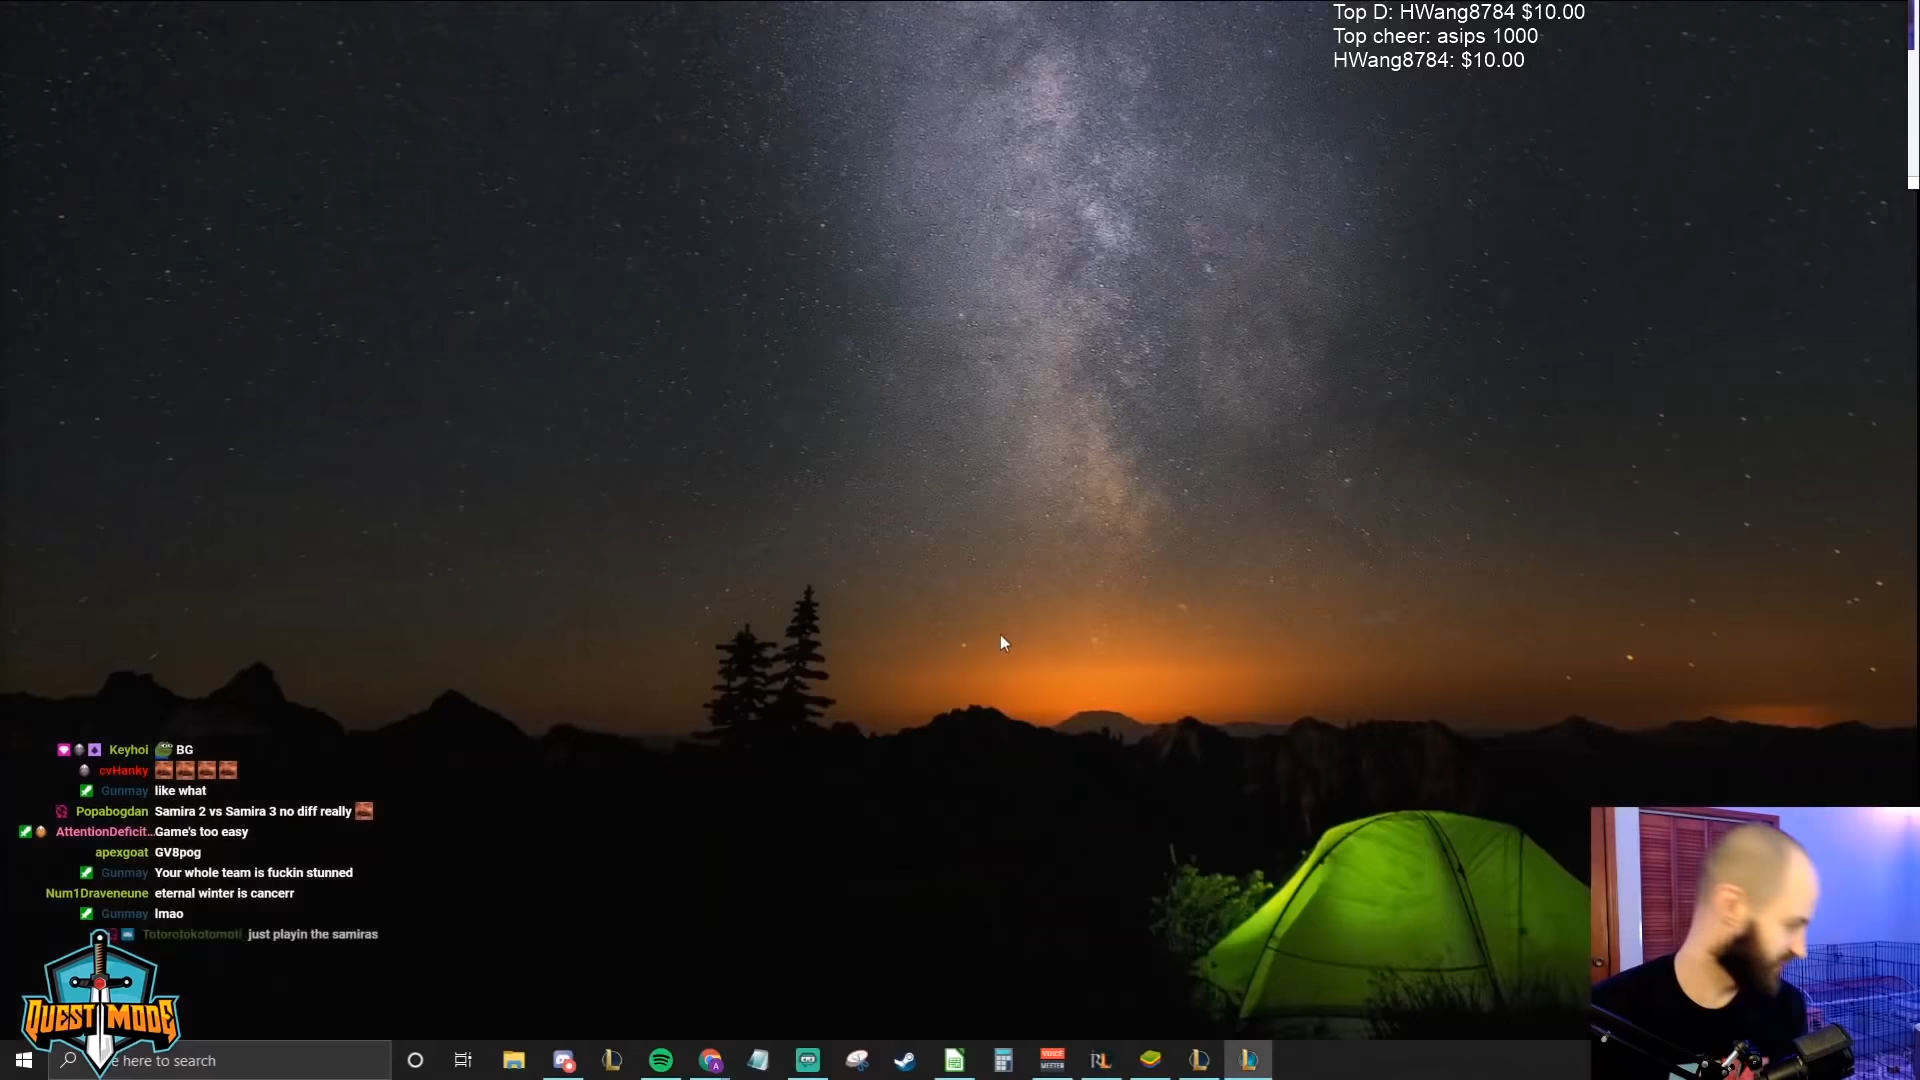 Top D: HWang8784 $10.00
Top cheer: asips 1000
HWang8784: $10.00
Keyhoi BG
cvHanky
Gunmay like what
Popabogdan Samira 2 vs Samira 3 no diff really
AttentionDeficit... Game's too easy
apexgoat GV8pog
Gunmay Your whole team is fuckin stunned
Num1Draveneune eternal winter is cancerr
Gunmay lmao
Totorotokatomati just playin the samiras
QUEST MODE
e here to search
VOICE